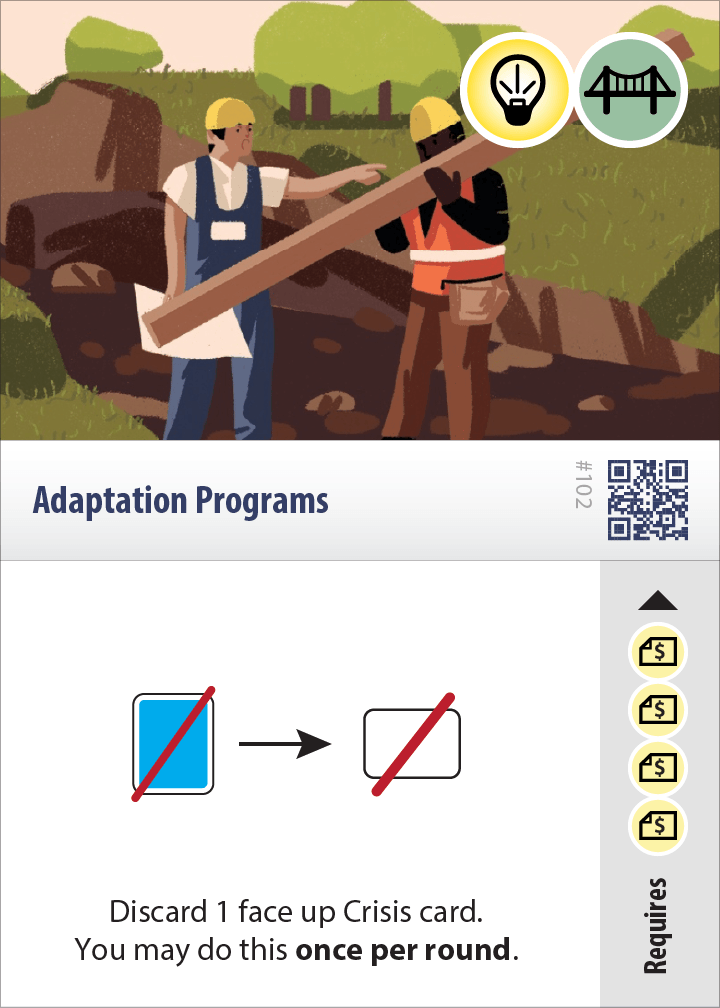 Adaptation Programs
#102
$
$
$
$
Requires
Discard 1 face up Crisis card.
You may do this once per round.